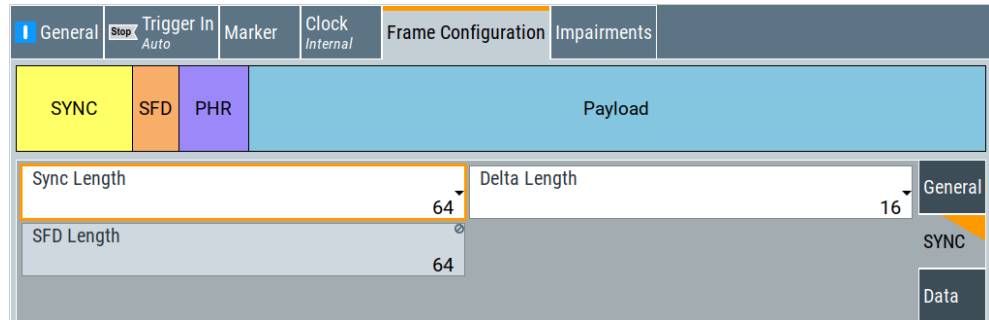 General
Stop
Trigger In
Auto
Marker
Clock
Internal
Frame Configuration
Impairments
SYNC
SFD
PHR
Payload
Sync Length
64
Delta Length
16
SFD Length
64
General
SYNC
Data